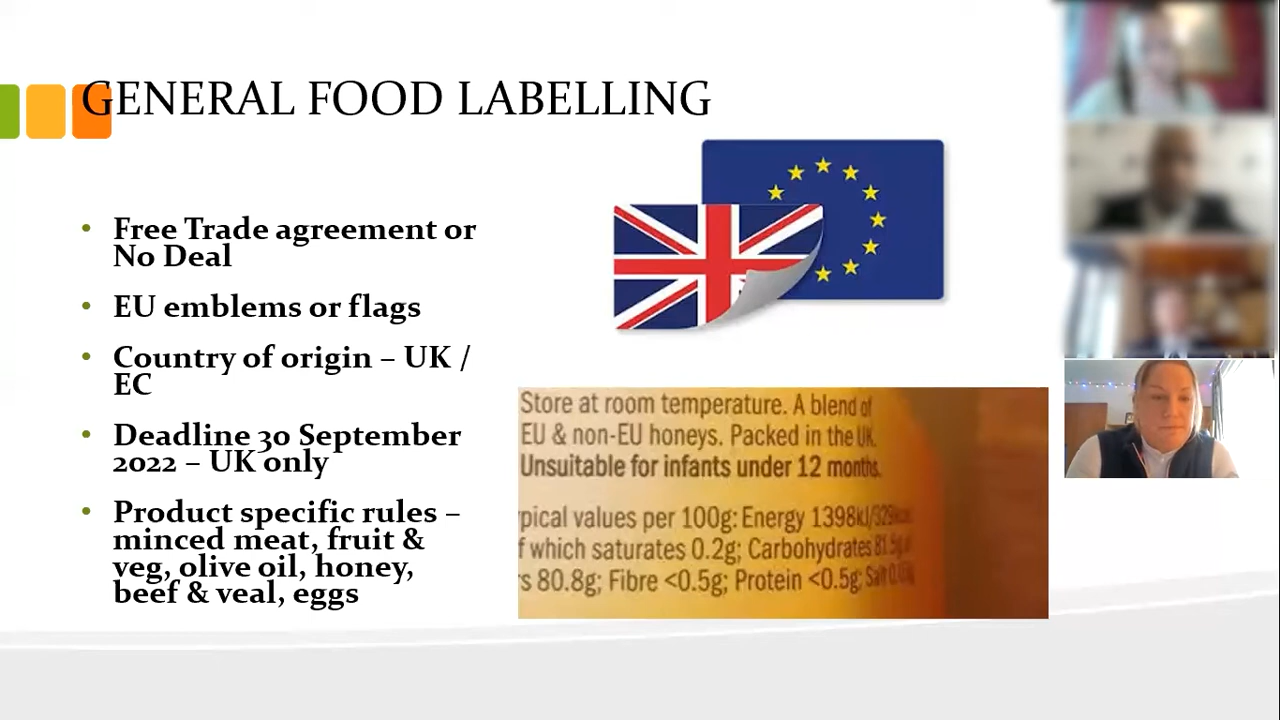 GENERAL FOOD LABELLING
• Free Trade agreement or
No Deal
• EU emblems or flags
• Country of origin – UK /
EC
• Deadline 30 September
2022 – UK only
• Product specific rules –
minced meat, fruit &
veg, olive oil, honey,
beef & veal, eggs
Store at room temperature. A blend of
EU & non-EU honeys. Packed in the UK.
Unsuitable for infants under 12 months.
pical values per 100g: Energy 1398kJ/
f which saturates 0.2g; Carbohydrates
s 80.8g; Fibre <0.5g; Protein <0.5g; Salt